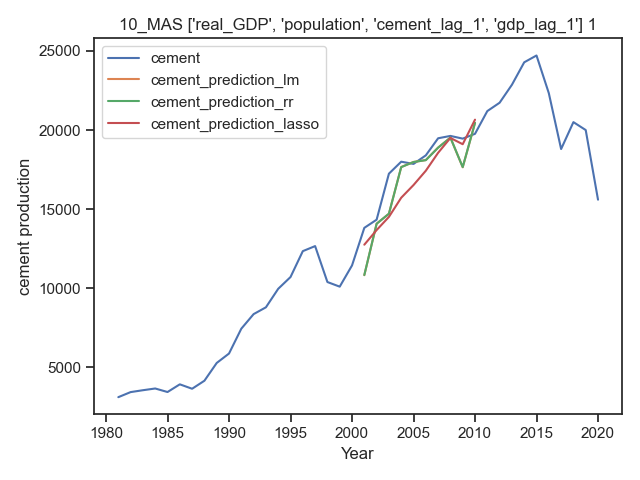 10_MAS ['real_GDP', 'population', 'cement_lag_1', 'gdp_lag_1'] 1
cement
cement_prediction_lm
cement_prediction_rr
cement_prediction_lasso
cement production
25000
20000
15000
10000
5000
1980 1985 1990 1995 2000 2005 2010 2015 2020
Year